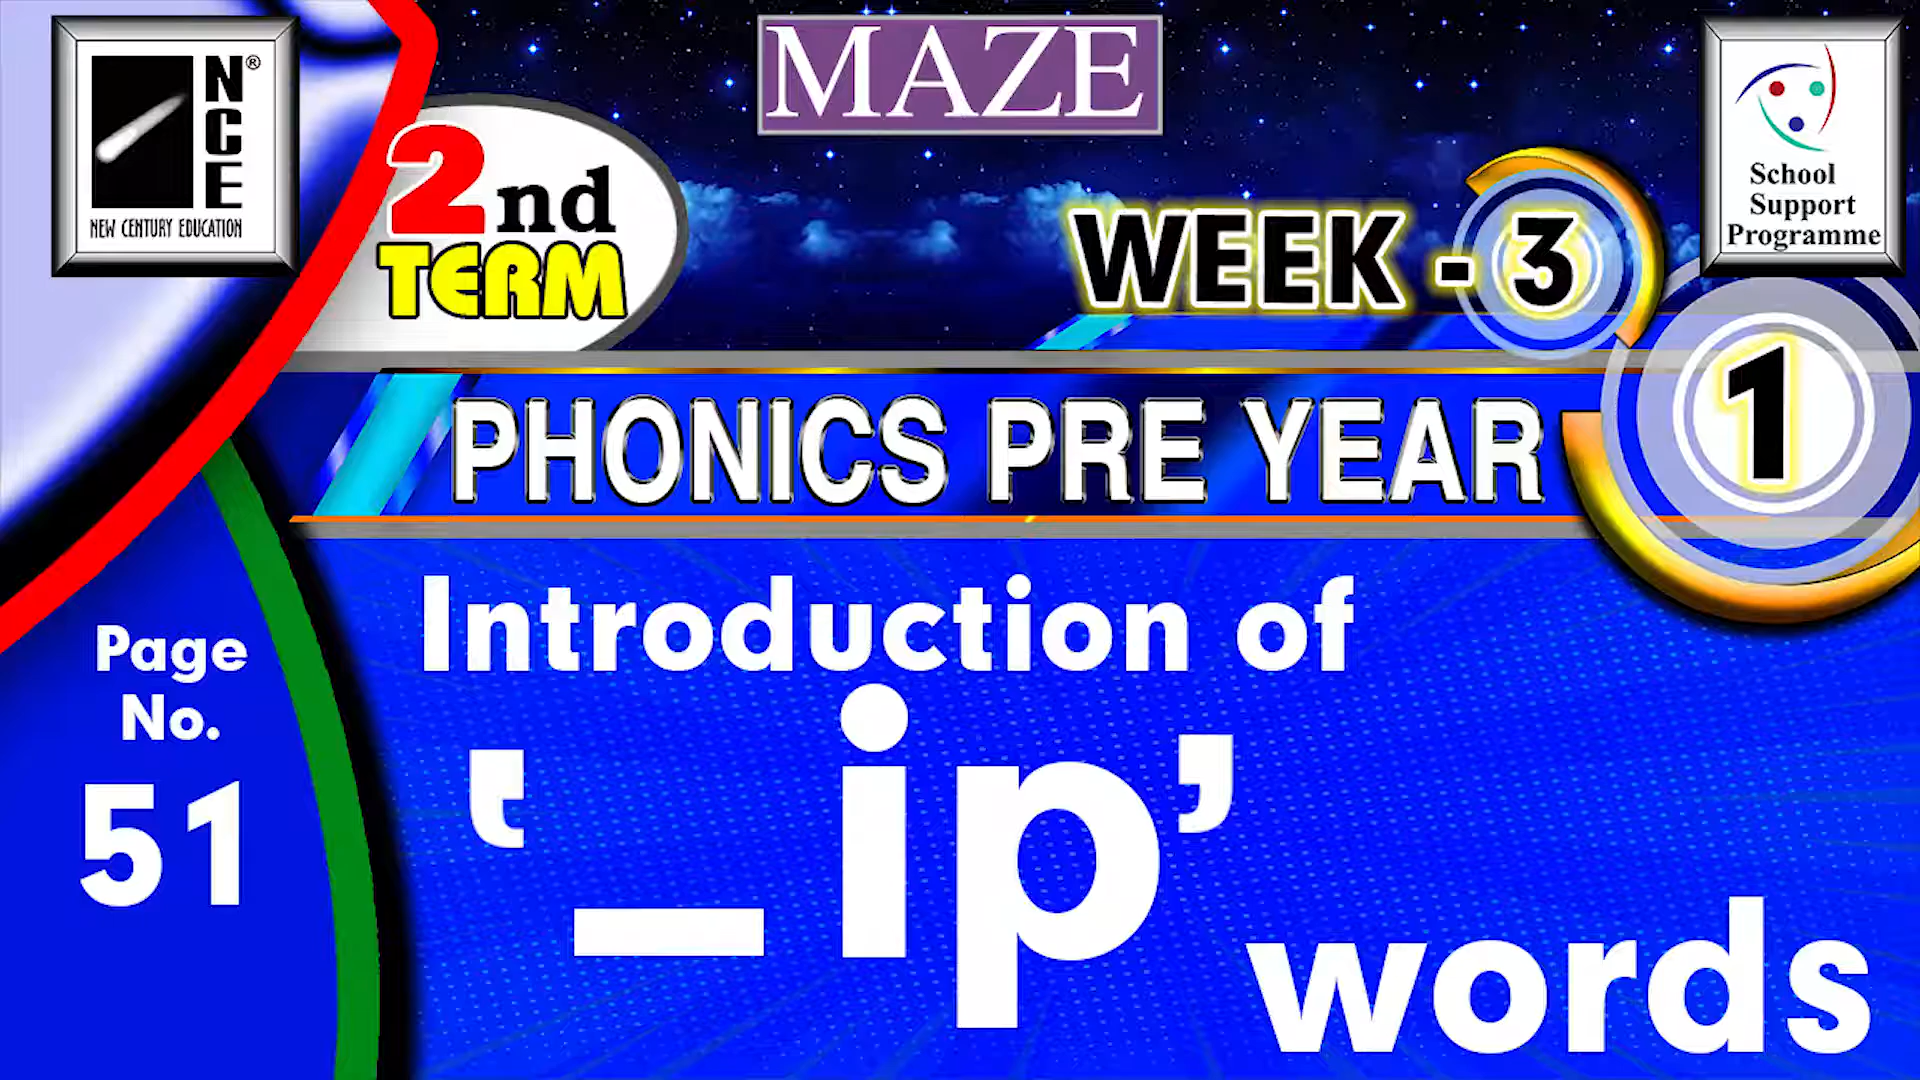 NCE®
NEW CENTURY EDUCATION
MAZE
School
Support
Programme
2nd
TERM
WEEK - 3
PHONICS PRE YEAR 1
Page
No.
51
Introduction of
‘_ip’
words